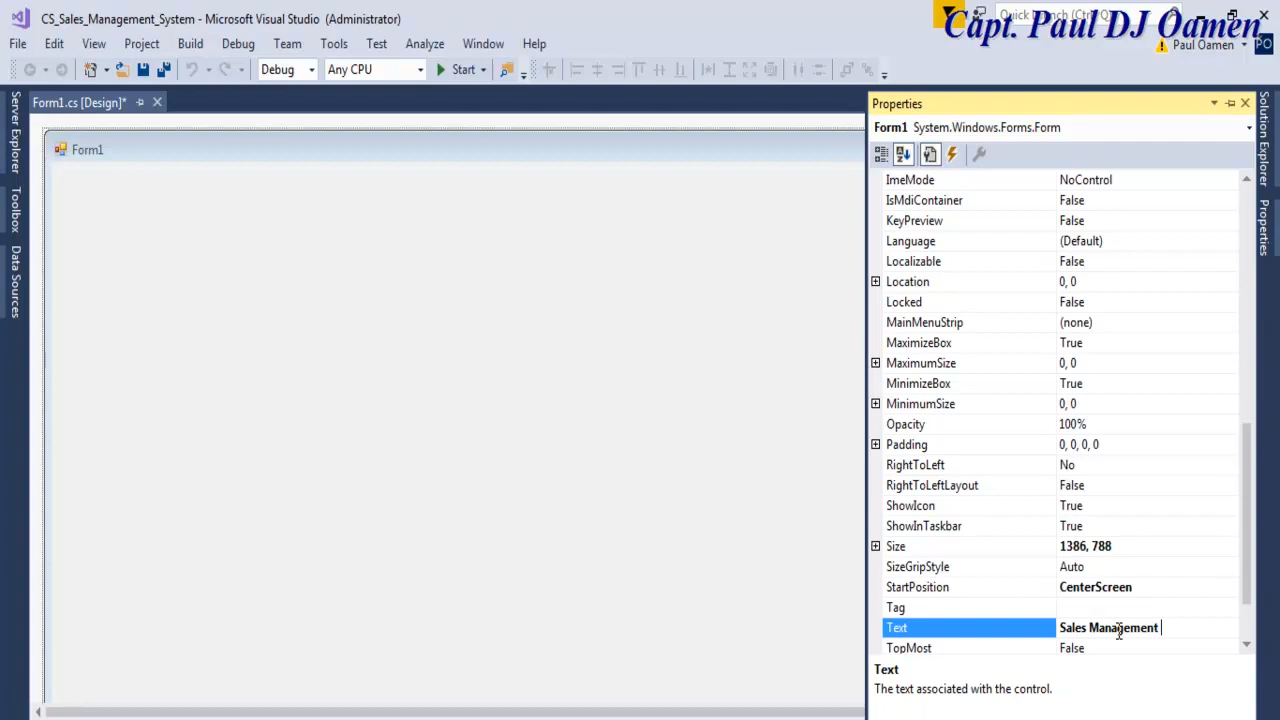 CS_Sales_Management_System - Microsoft Visual Studio (Administrator)
Quick Launch (Ctrl+Q)
Capt. Paul DJ Oamen
File Edit View Project Build Debug Team Tools Test Analyze Window Help
Paul Oamen
PO
Debug Any CPU Start
Form1.cs [Design]*
Server Explorer
Toolbox
Data Sources
Form1
Properties
Form1 System.Windows.Forms.Form
ImeMode NoControl
IsMdiContainer False
KeyPreview False
Language (Default)
Localizable False
Location 0, 0
Locked False
MainMenuStrip (none)
MaximizeBox True
MaximumSize 0, 0
MinimizeBox True
MinimumSize 0, 0
Opacity 100%
Padding 0, 0, 0, 0
RightToLeft No
RightToLeftLayout False
ShowIcon True
ShowInTaskbar True
Size 1386, 788
SizeGripStyle Auto
StartPosition CenterScreen
Tag
Text Sales Management
TopMost False
Text
The text associated with the control.
Solution Explorer
Properties